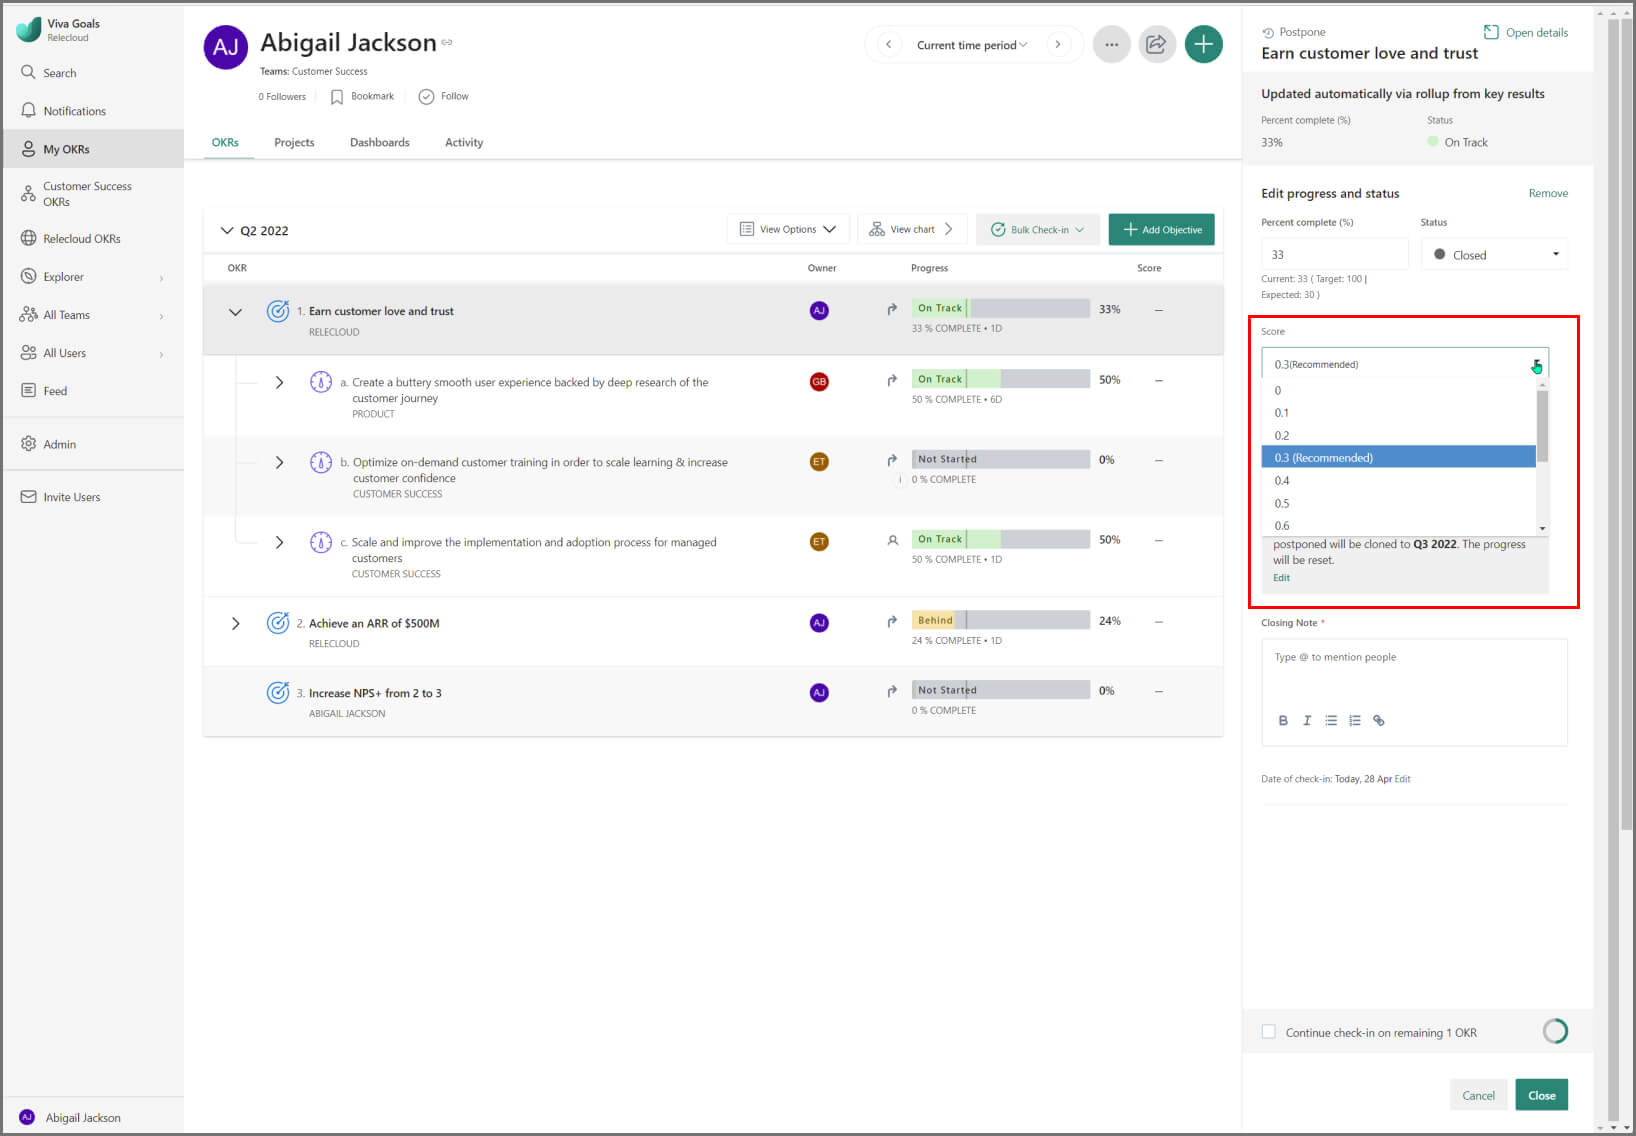 Viva Goals
Relecloud
Search
Notifications
My OKRs
Customer Success
OKRs
Relecloud OKRs
Explorer
All Teams
All Users
Feed
Admin
Invite Users
AJ Abigail Jackson
AJ
Abigail Jackson
Teams: Customer Success
0 Followers Bookmark Follow
Current time period
OKRs Projects Dashboards Activity
Q2 2022
View Options View chart Bulk Check-in Add Objective
OKR Owner Progress Score
1. Earn customer love and trust AJ On Track 33% —
RELECLOUD 33 % COMPLETE • 1D
a. Create a buttery smooth user experience backed by deep research of the GB On Track 50% —
customer journey 50 % COMPLETE • 6D
PRODUCT
b. Optimize on-demand customer training in order to scale learning & increase ET Not Started 0% —
customer confidence i 0 % COMPLETE
CUSTOMER SUCCESS
c. Scale and improve the implementation and adoption process for managed ET On Track 50% —
customers 50 % COMPLETE • 1D
CUSTOMER SUCCESS
2. Achieve an ARR of $500M AJ Behind 24% —
RELECLOUD 24 % COMPLETE • 1D
3. Increase NPS+ from 2 to 3 AJ Not Started 0% —
ABIGAIL JACKSON 0 % COMPLETE
Postpone Open details
Earn customer love and trust
Updated automatically via rollup from key results
Percent complete (%) Status
33% On Track
Edit progress and status Remove
Percent complete (%) Status
33 Closed
Current: 33 ( Target: 100 |
Expected: 30 )
Score
0.3(Recommended)
0
0.1
0.2
0.3 (Recommended)
0.4
0.5
0.6
postponed will be cloned to Q3 2022. The progress
will be reset.
Edit
Closing Note *
Type @ to mention people
B I
Date of check-in: Today, 28 Apr Edit
Continue check-in on remaining 1 OKR
Cancel Close